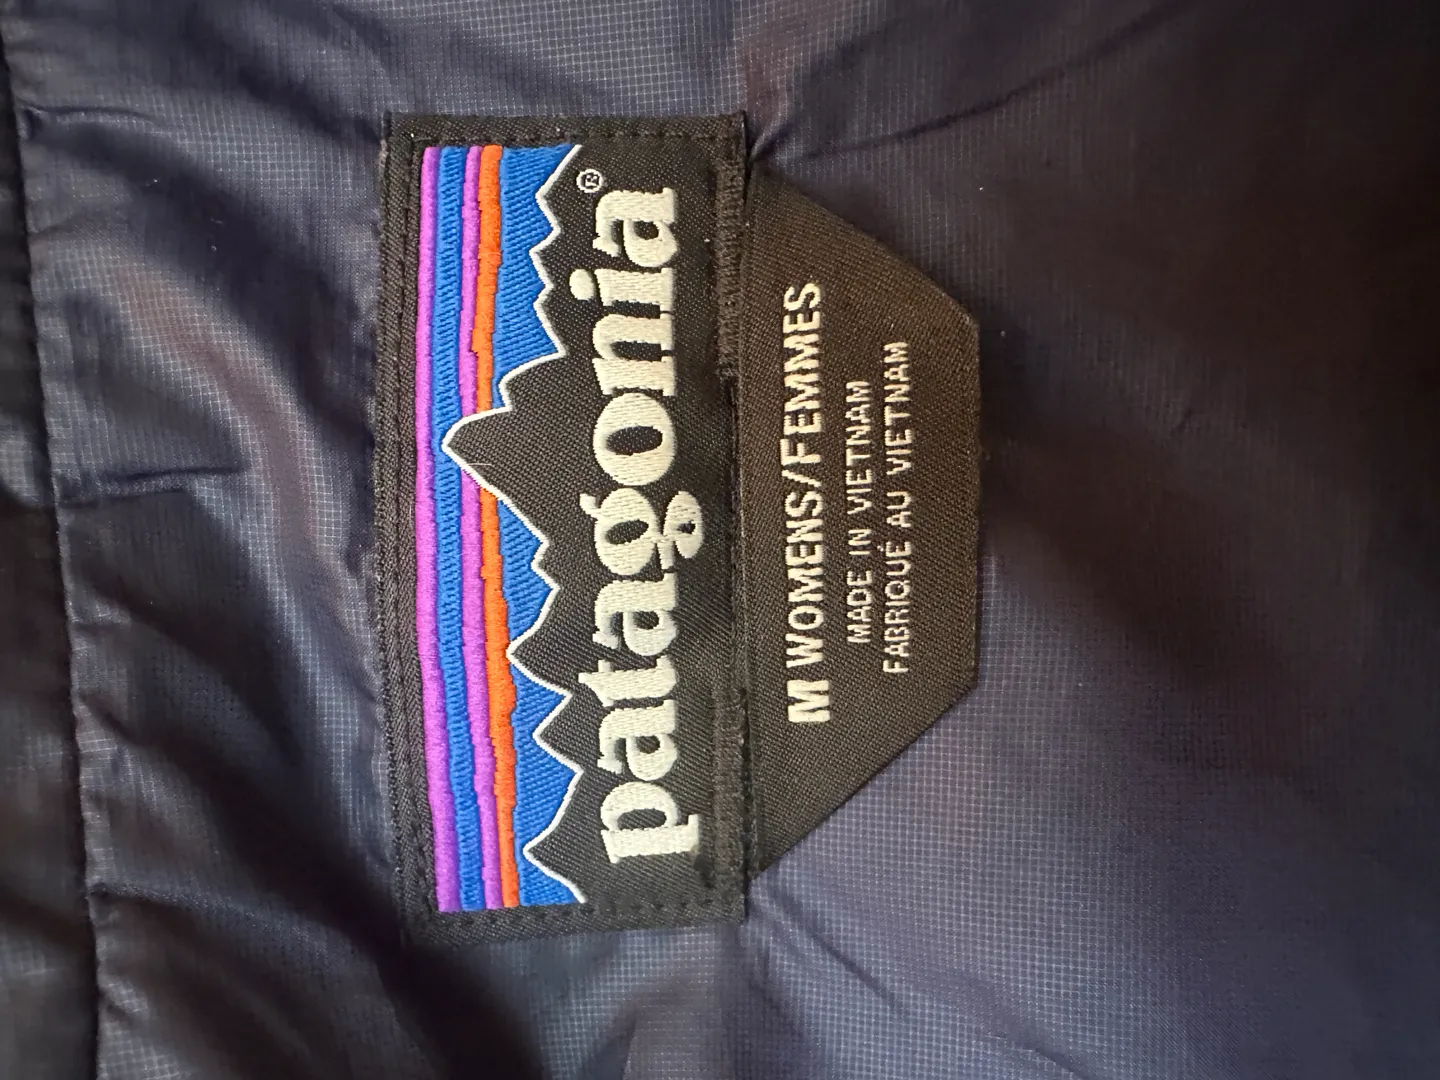 patagonia®
M WOMENS/FEMMES
MADE IN VIETNAM
FABRIQUÉ AU VIETNAM